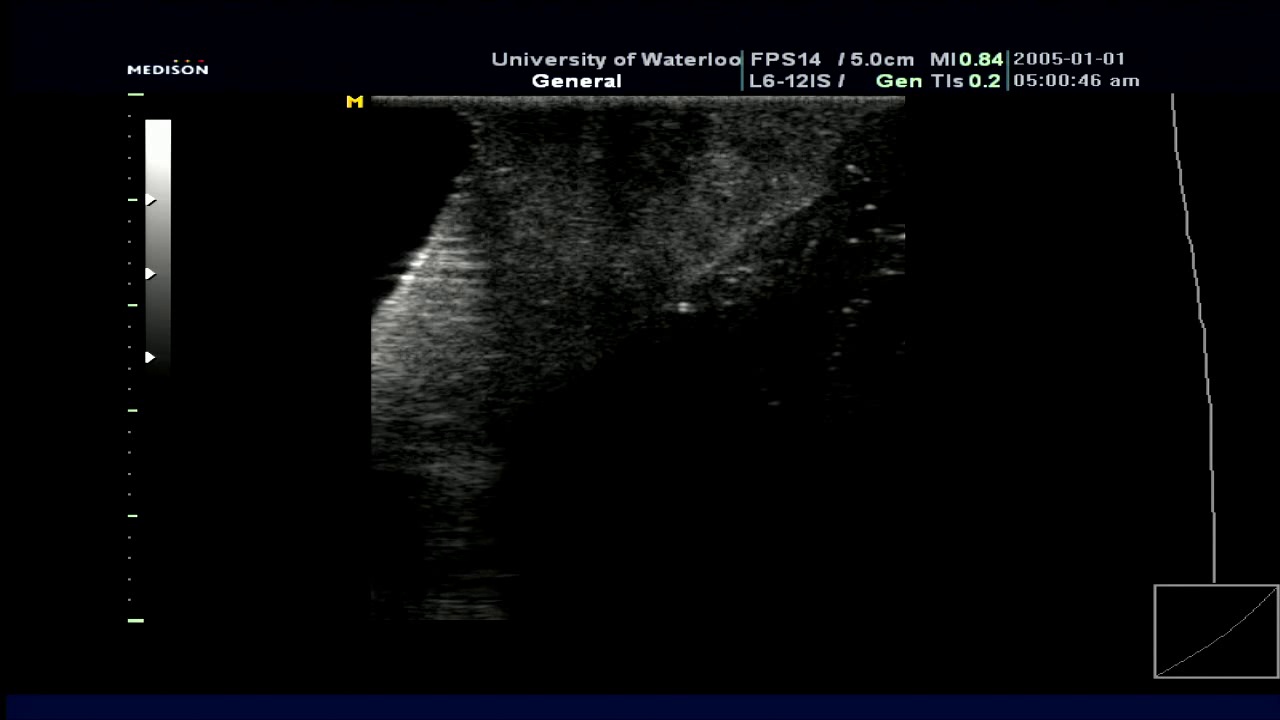 MEDISON
University of Waterloo FPS14 / 5.0cm MI0.84 2005-01-01
General L6-12IS / Gen TIs 0.2 05:00:46 am
M